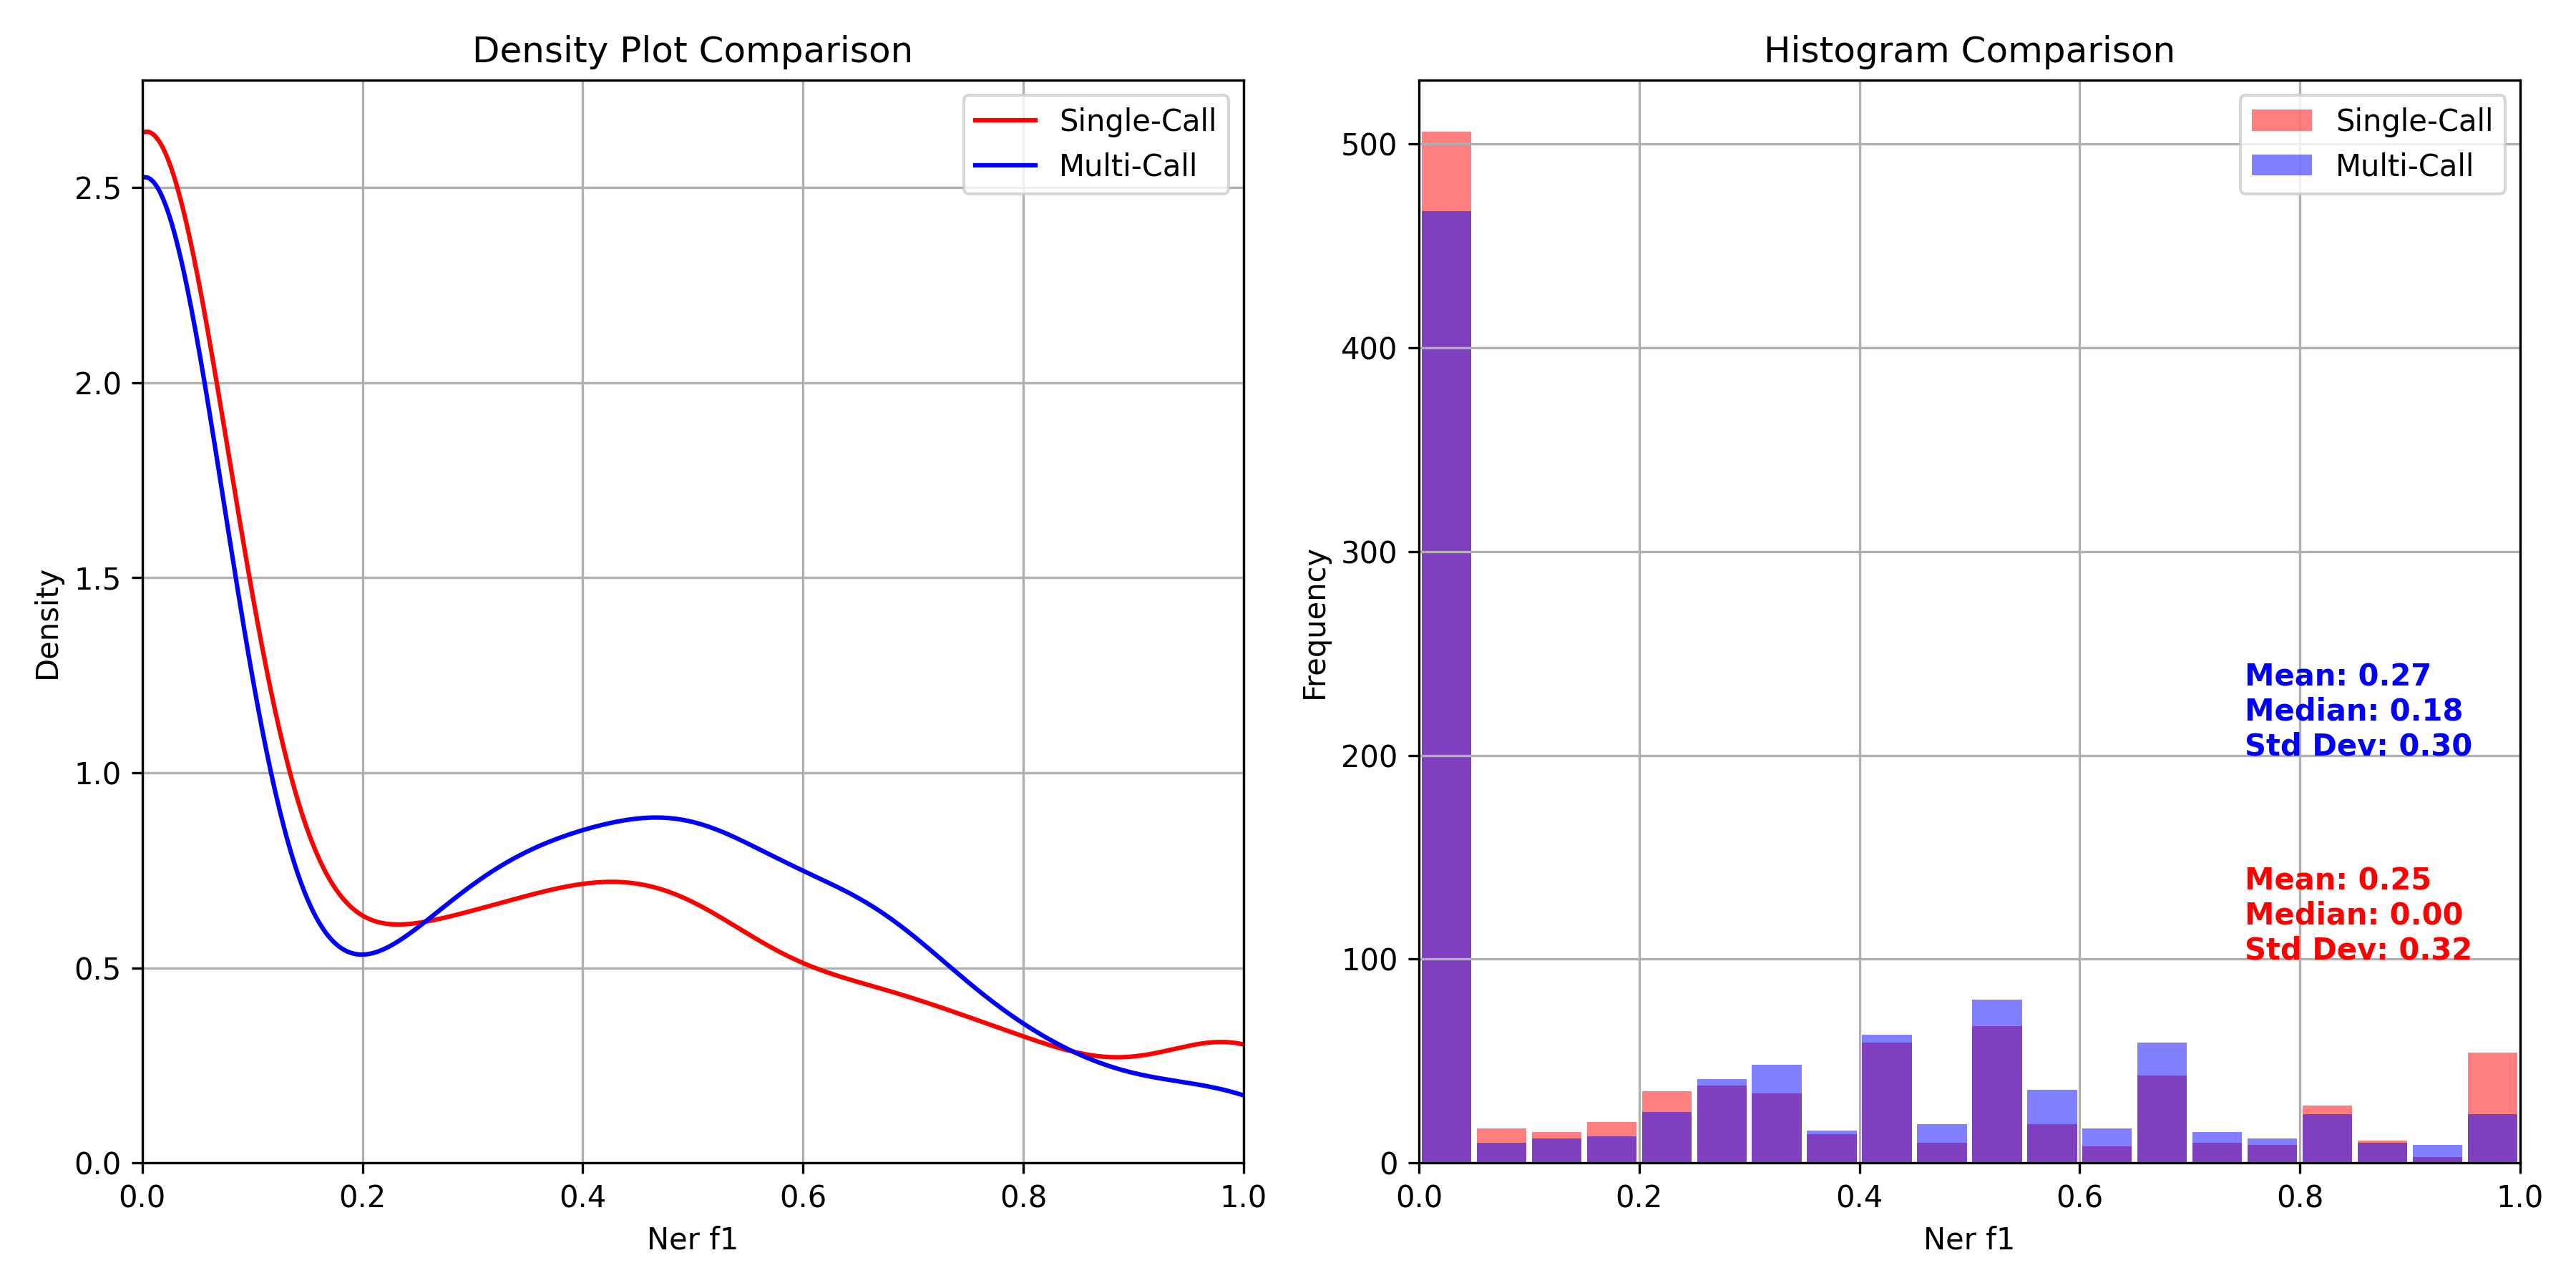 Density Plot Comparison
Single-Call
Multi-Call
2.5
2.0
1.5
1.0
0.5
0.0
Density
0.0 0.2 0.4 0.6 0.8 1.0
Ner f1
Histogram Comparison
Single-Call
Multi-Call
500
400
300
200
100
0
Frequency
Mean: 0.27
Median: 0.18
Std Dev: 0.30
Mean: 0.25
Median: 0.00
Std Dev: 0.32
0.0 0.2 0.4 0.6 0.8 1.0
Ner f1